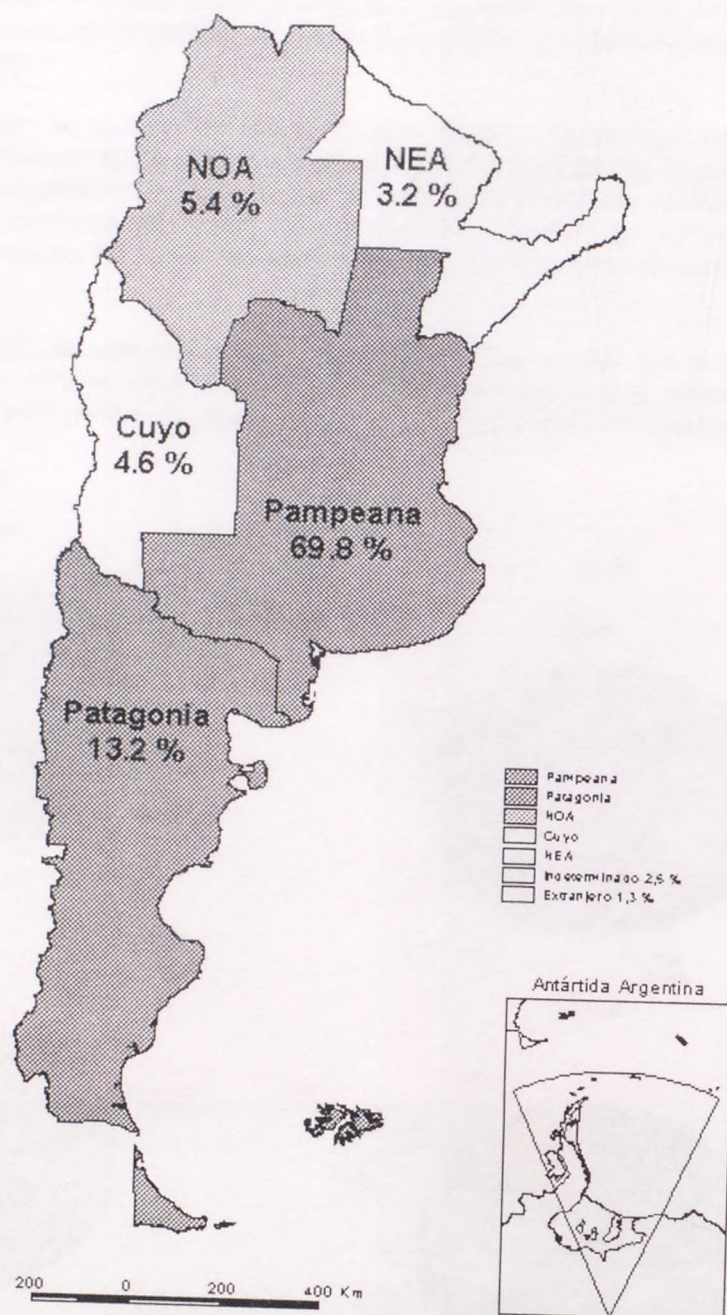 NOA
5.4 %
NEA
3.2 %
Cuyo
4.6 %
Pampeana
69.8 %
Patagonia
13.2 %
Pampeana
Patagonia
NOA
Cuyo
NEA
Indeterminado 2,5 %
Extranjero 1,3 %
Antártida Argentina
200 0 200 400 Km